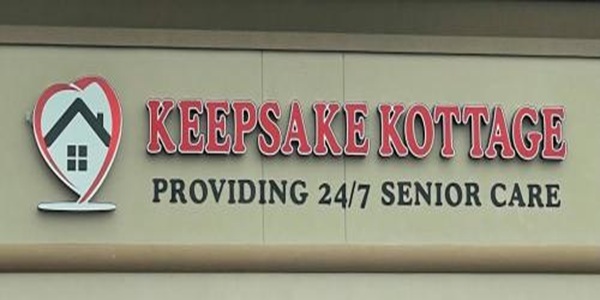 KEEPSAKE KOTTAGE
PROVIDING 24/7 SENIOR CARE